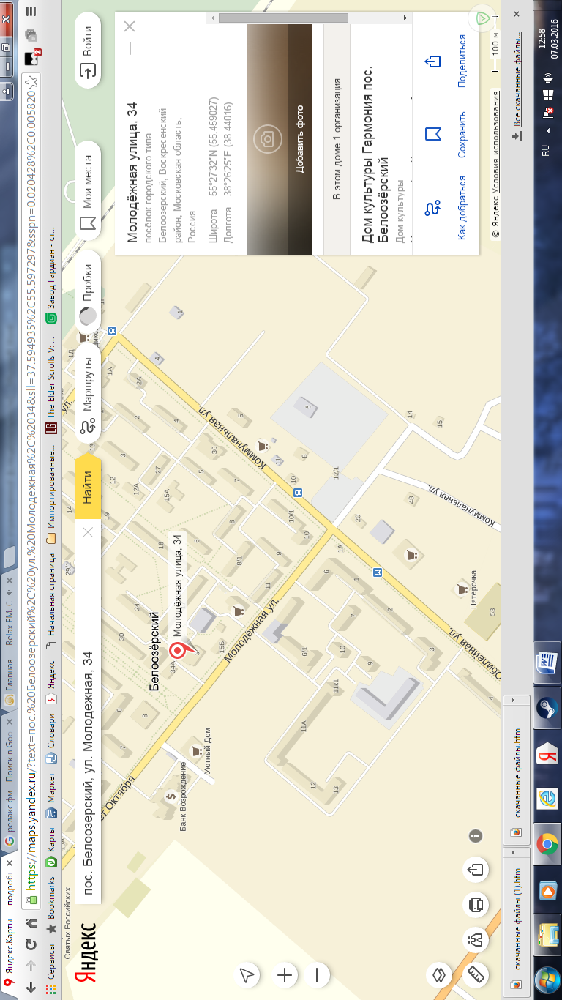 Яндекс.Карты — подробн
релакс фм - Поиск в Goo
Главная — Relax FM. С
https://maps.yandex.ru/?text=пос.%20Белоозерский%2C%20ул.%20Молодежная%2C%2034&sll=37.594935%2C55.597297&sspn=0.020428%2C0.005820
2
Сервисы
Bookmarks
Карты
Маркет
Словари
Яндекс
Начальная страница
Импортированные...
The Elder Scrolls V: ...
Завод Гардиан - ст...
Святых Российских
Яндекс
пос. Белоозерский, ул. Молодежная, 34
Найти
Маршруты
Пробки
Мои места
Войти
Молодёжная улица, 34
посёлок городского типа
Белоозёрский, Воскресенский
район, Московская область,
Россия
Широта 55°27′32″N (55.459027)
Долгота 38°26′25″E (38.44016)
Добавить фото
В этом доме 1 организация
Дом культуры Гармония пос.
Белоозёрский
Дом культуры
Как добраться
Сохранить
Поделиться
Белоозёрский
Молодёжная улица, 34
34
34А
155
Молодёжная ул.
Коммунальная ул.
Коммунальная ул.
Юбилейная ул.
ет Октября
ул.
Уютный Дом
Банк Возрождение
Пятерочка
29/1
14
19
12
12А
13
3
2
1Д
1А
2А
4
1
4
27
15А
18
24
30
6
5
36
5
7
8
8/1
9
11
10/1
10
10
11
8
6
12/1
14
15
20
48
1А
6
1
7
2
3
10
9
6/1
11к1
11А
12
13
53
4
6
8
7
© Яндекс Условия использования
100 м
скачанные файлы (1).htm
скачанные файлы.htm
Все скачанные файлы...
RU
12:58
07.03.2016